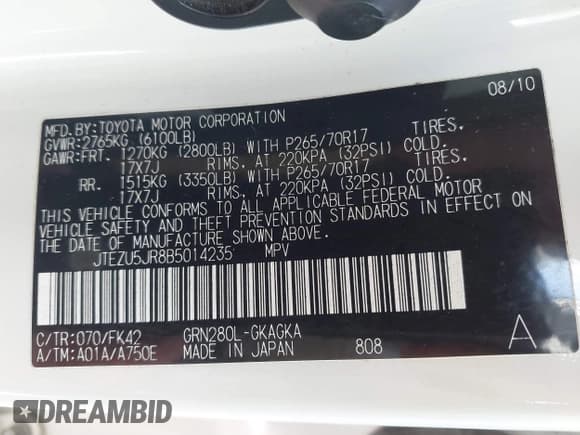 08/10
MFD.BY:TOYOTA MOTOR CORPORATION
GVWR:2765KG (6100LB)
GAWR:FRT. 1270KG (2800LB) WITH P265/70R17 TIRES.
17X7J RIMS. AT 220KPA (32PSI) COLD.
RR. 1515KG (3350LB) WITH P265/70R17 TIRES.
17X7J RIMS. AT 220KPA (32PSI) COLD.
THIS VEHICLE CONFORMS TO ALL APPLICABLE FEDERAL MOTOR
VEHICLE SAFETY AND THEFT PREVENTION STANDARDS IN EFFECT ON
THE DATE OF MANUFACTURE SHOWN ABOVE.
JTEZU5JR8B5014235 MPV
C/TR:070/FK42 GRN280L-GKAGKA
A/TM:A01A/A750E MADE IN JAPAN 808
A
DREAMBID